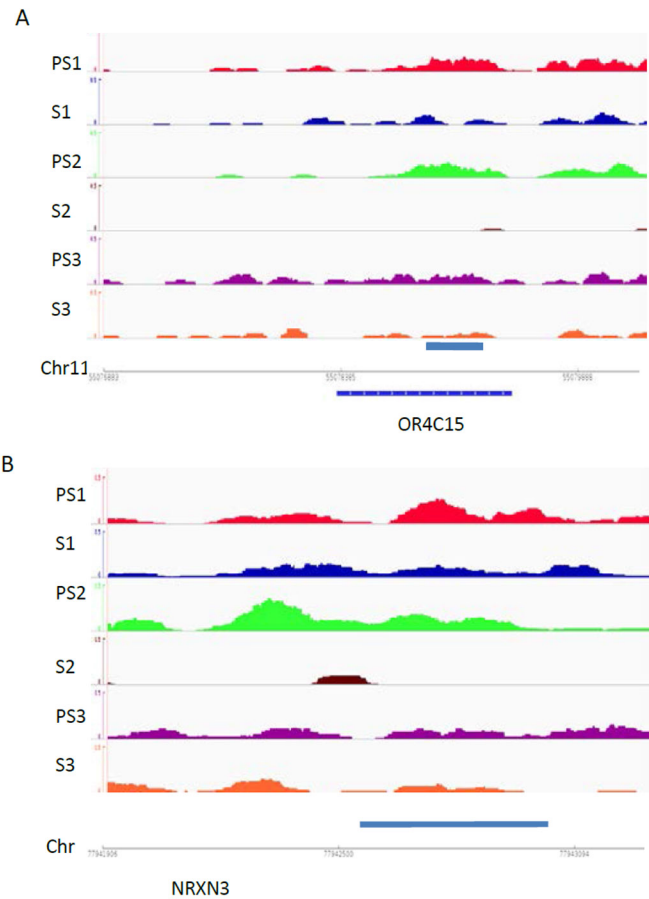 A
PS1
S1
PS2
S2
PS3
S3
Chr11
OR4C15
B
PS1
S1
PS2
S2
PS3
S3
Chr
77941906 77942500 77943094
NRXN3